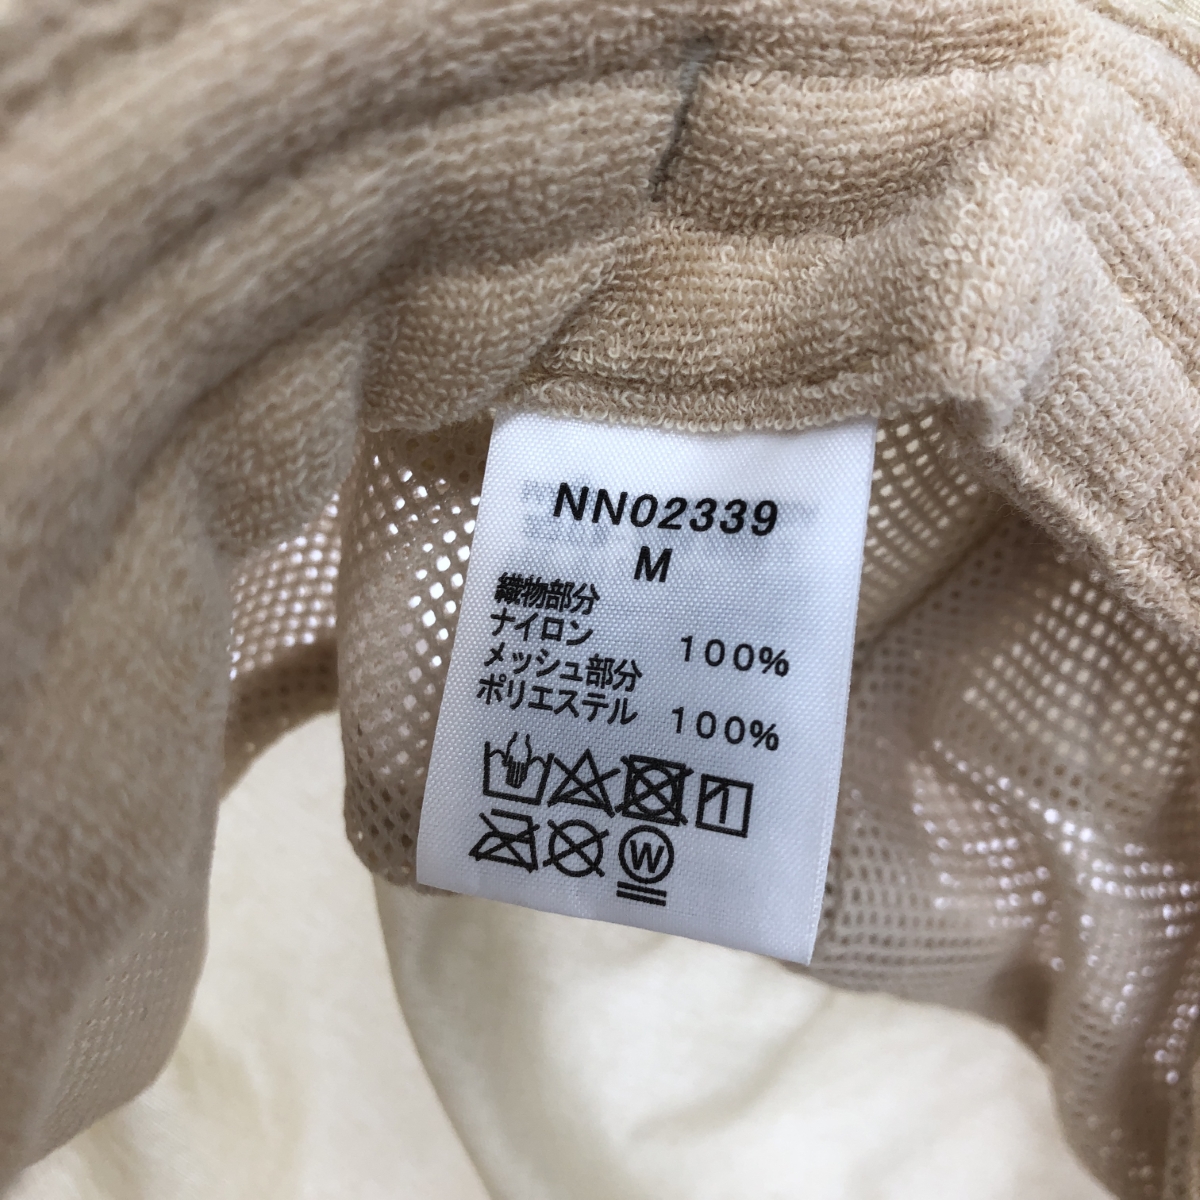 NN02339
M
織物部分
ナイロン 100%
メッシュ部分
ポリエステル 100%
W